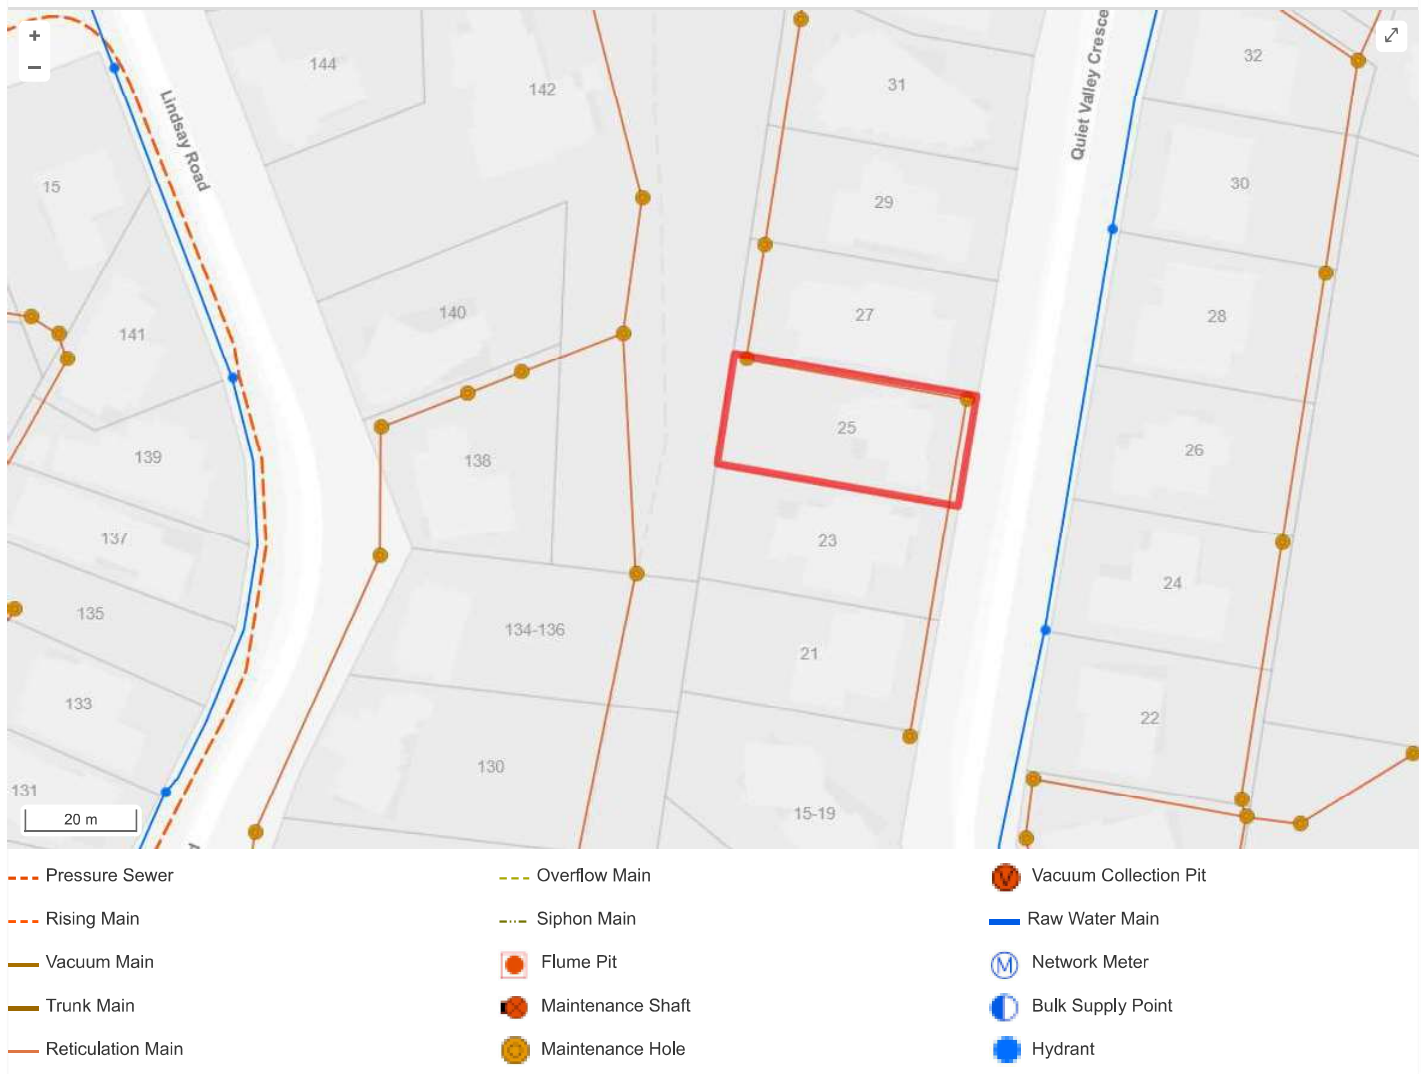 +
−
Lindsay Road
Quiet Valley Cresce
144
142
31
32
15
29
30
141
140
27
28
139
138
25
26
137
23
24
135
134-136
21
133
22
131
130
15-19
20 m
Pressure Sewer
Overflow Main
Vacuum Collection Pit
Rising Main
Siphon Main
Raw Water Main
Vacuum Main
Flume Pit
Network Meter
Trunk Main
Maintenance Shaft
Bulk Supply Point
Reticulation Main
Maintenance Hole
Hydrant